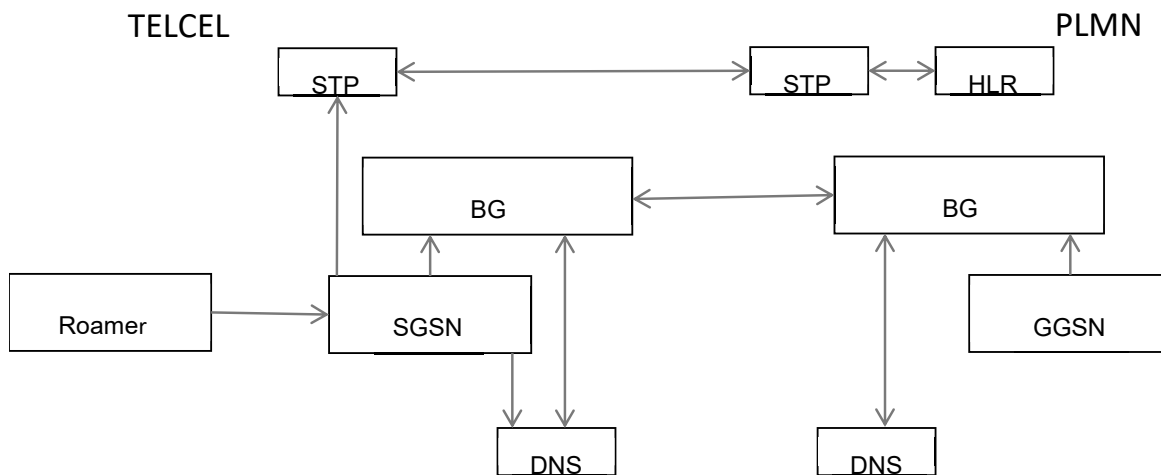 TELCEL
PLMN
STP
STP
HLR
BG
BG
Roamer
SGSN
GGSN
DNS
DNS